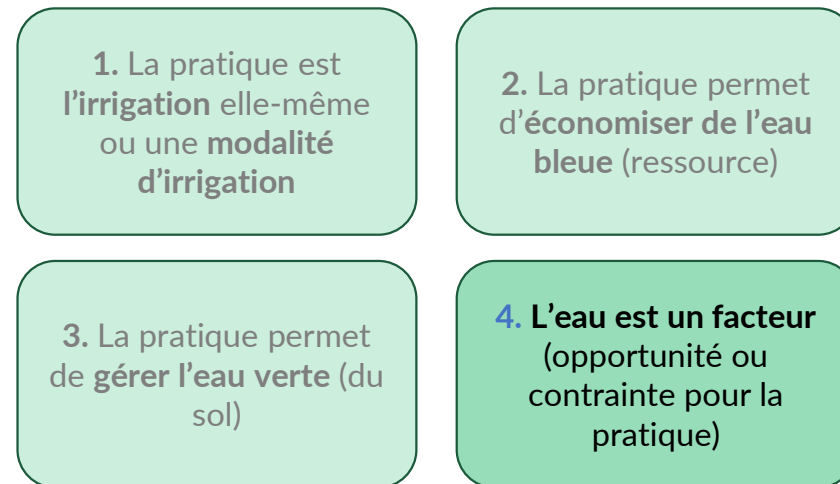 1. La pratique est
l’irrigation elle-même
ou une modalité
d’irrigation
2. La pratique permet
d’économiser de l’eau
bleue (ressource)
3. La pratique permet
de gérer l’eau verte (du
sol)
4. L’eau est un facteur
(opportunité ou
contrainte pour la
pratique)